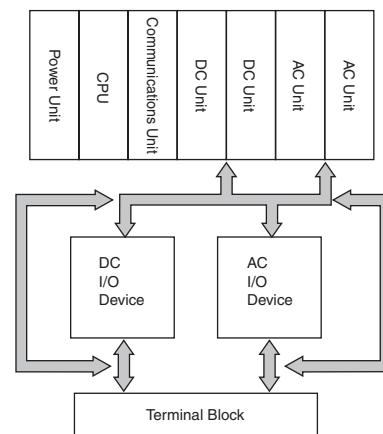 Power Unit
CPU
Communications Unit
DC Unit
DC Unit
AC Unit
AC Unit
DC
I/O
Device
AC
I/O
Device
Terminal Block